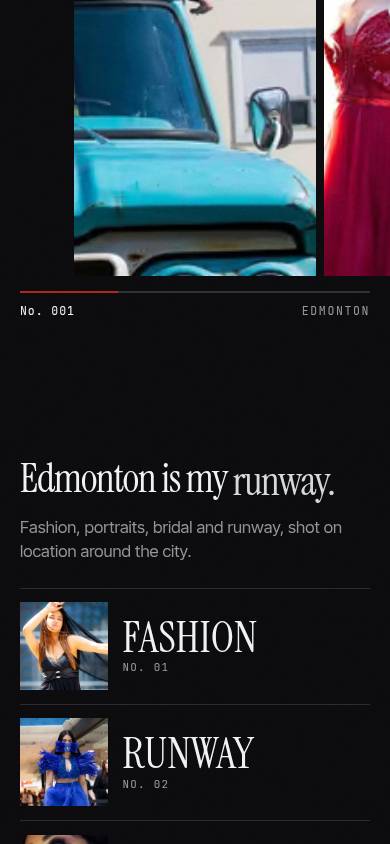 No. 001
EDMONTON
Edmonton is my runway.
Fashion, portraits, bridal and runway, shot on
location around the city.
FASHION
NO. 01
RUNWAY
NO. 02